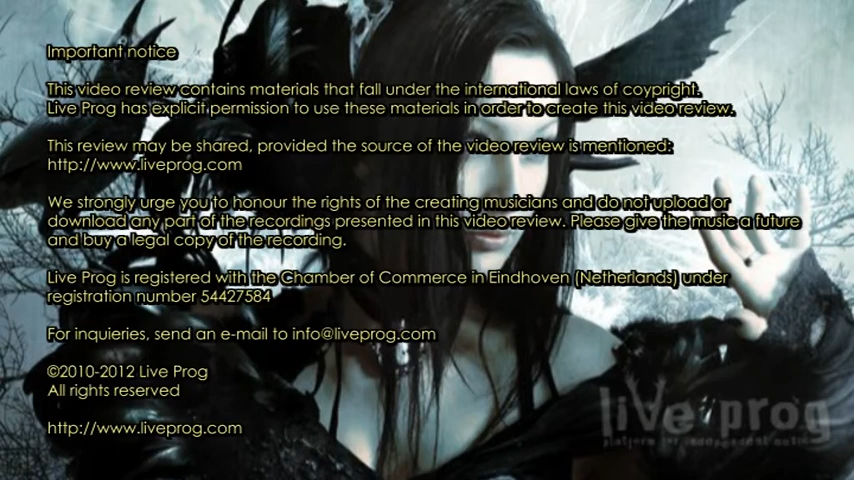 Important notice
This video review contains materials that fall under the international laws of coypright.
Live Prog has explicit permission to use these materials in order to create this video review.
This review may be shared, provided the source of the video review is mentioned:
http://www.liveprog.com
We strongly urge you to honour the rights of the creating musicians and do not upload or
download any part of the recordings presented in this video review. Please give the music a future
and buy a legal copy of the recording.
Live Prog is registered with the Chamber of Commerce in Eindhoven (Netherlands) under
registration number 54427584
For inquieries, send an e-mail to info@liveprog.com
©2010-2012 Live Prog
All rights reserved
live prog
platform for
http://www.liveprog.com